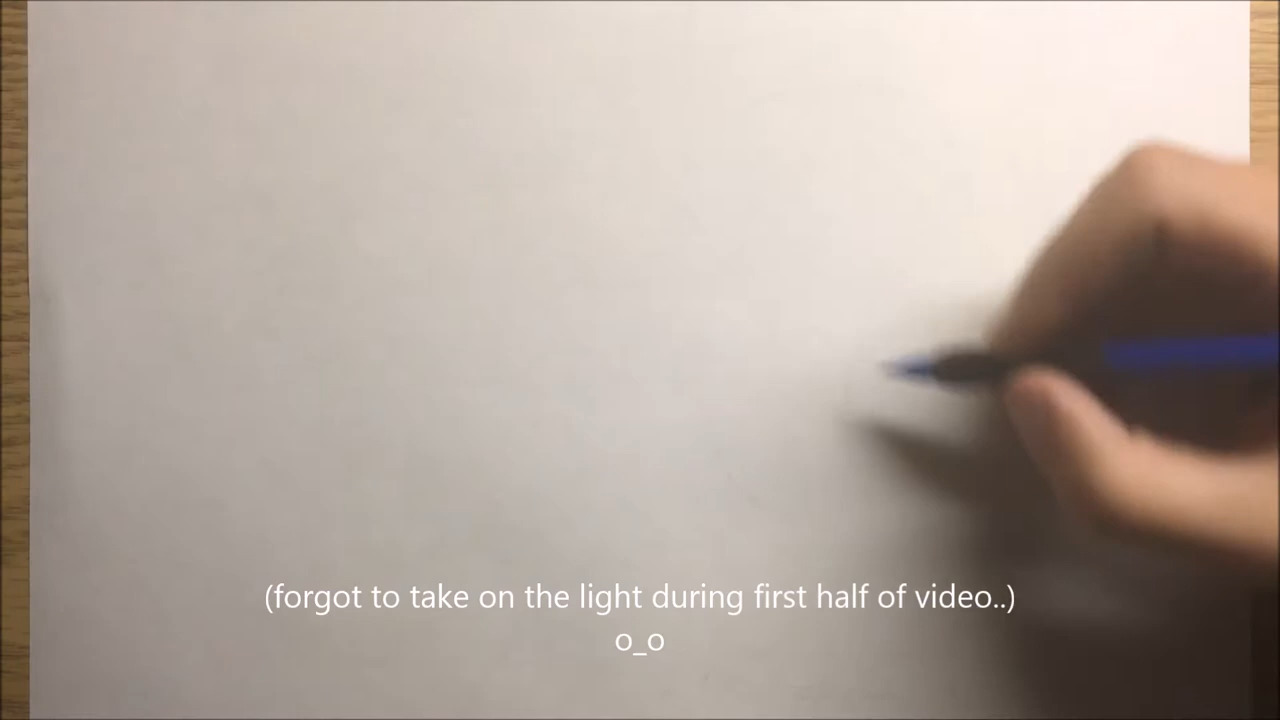 (forgot to take on the light during first half of video..)
o_o